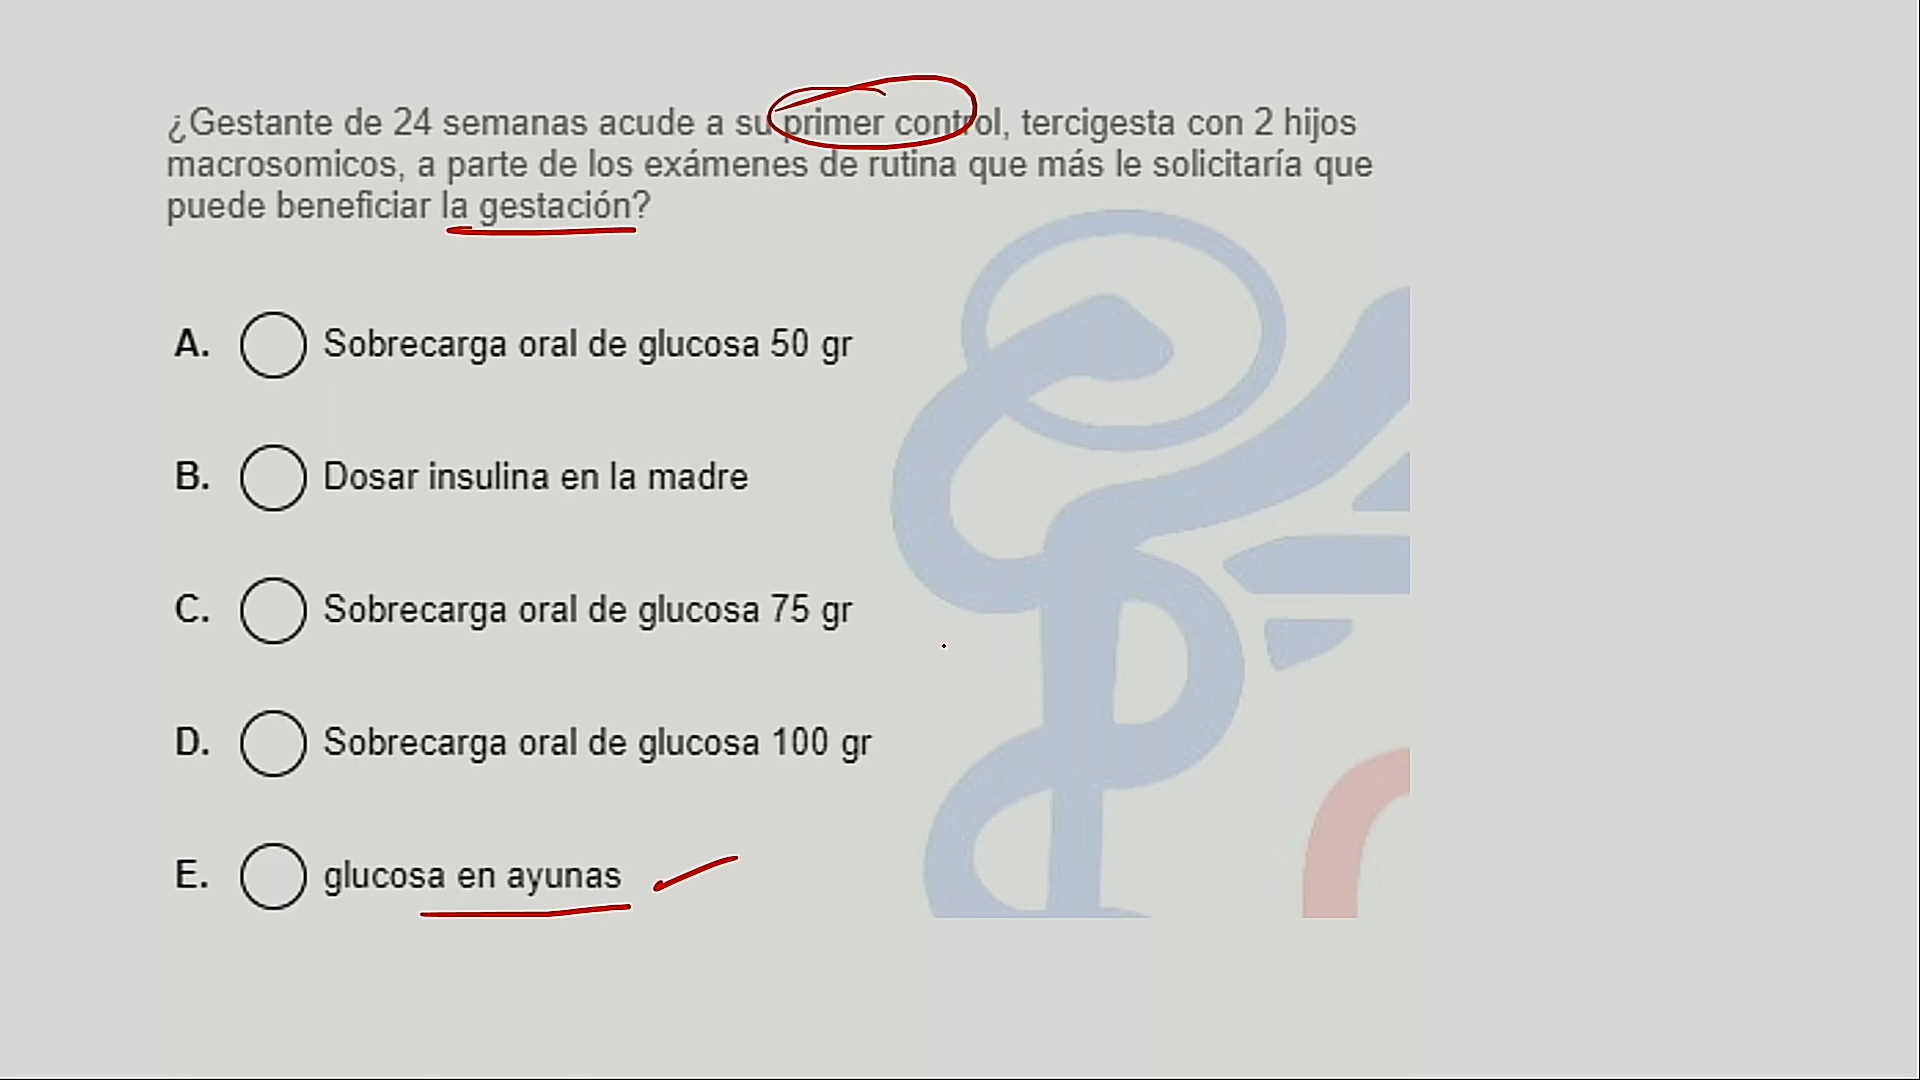 ¿Gestante de 24 semanas acude a su primer control, tercigesta con 2 hijos
macrosomicos, a parte de los exámenes de rutina que más le solicitaría que
puede beneficiar la gestación?
A. Sobrecarga oral de glucosa 50 gr
B. Dosar insulina en la madre
C. Sobrecarga oral de glucosa 75 gr
D. Sobrecarga oral de glucosa 100 gr
E. glucosa en ayunas